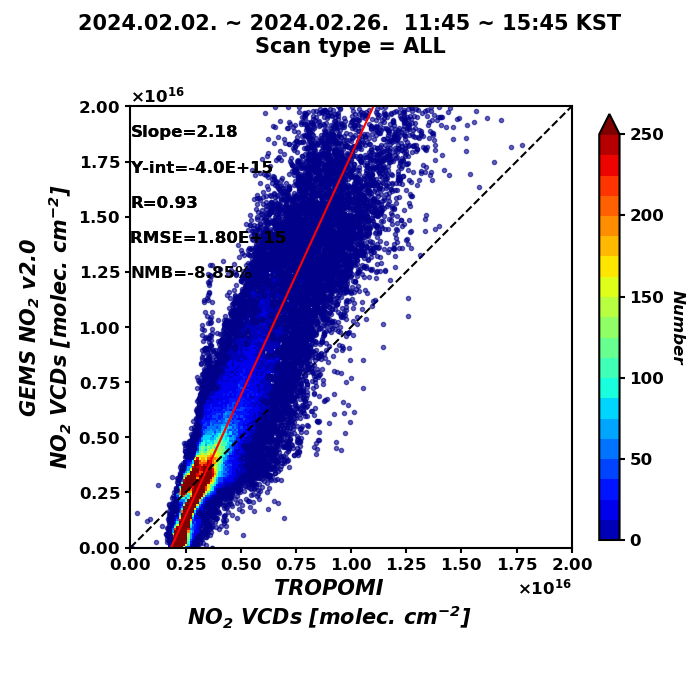 2024.02.02. ~ 2024.02.26.  11:45 ~ 15:45 KST
Scan type = ALL
×10¹⁶
2.00
1.75
1.50
1.25
1.00
0.75
0.50
0.25
0.00
Slope=2.18
Y-int=-4.0E+15
R=0.93
RMSE=1.80E+15
NMB=-8.85%
GEMS NO₂ v2.0
NO₂ VCDs [molec. cm⁻²]
0.00 0.25 0.50 0.75 1.00 1.25 1.50 1.75 2.00
×10¹⁶
TROPOMI
NO₂ VCDs [molec. cm⁻²]
250
200
150
100
50
0
Number